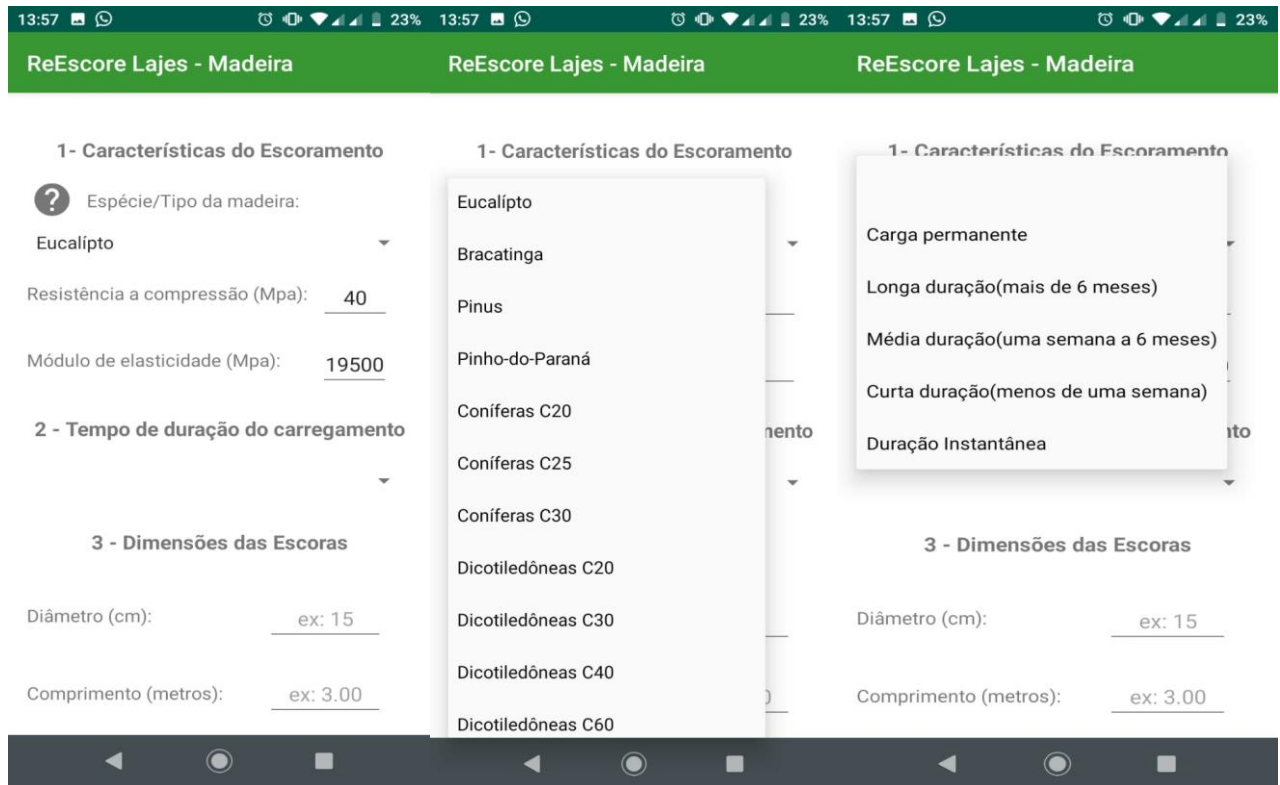 13:57 23%
ReEscore Lajes - Madeira
1- Características do Escoramento
? Espécie/Tipo da madeira:
Eucalípto
Resistência a compressão (Mpa): 40
Módulo de elasticidade (Mpa): 19500
2 - Tempo de duração do carregamento
3 - Dimensões das Escoras
Diâmetro (cm): ex: 15
Comprimento (metros): ex: 3.00
13:57 23%
ReEscore Lajes - Madeira
1- Características do Escoramento
Eucalípto
Bracatinga
Pinus
Pinho-do-Paraná
Coníferas C20
Coníferas C25
Coníferas C30
Dicotiledôneas C20
Dicotiledôneas C30
Dicotiledôneas C40
Dicotiledôneas C60
13:57 23%
ReEscore Lajes - Madeira
1- Características do Escoramento
Carga permanente
Longa duração(mais de 6 meses)
Média duração(uma semana a 6 meses)
Curta duração(menos de uma semana)
Duração Instantânea
3 - Dimensões das Escoras
Diâmetro (cm): ex: 15
Comprimento (metros): ex: 3.00